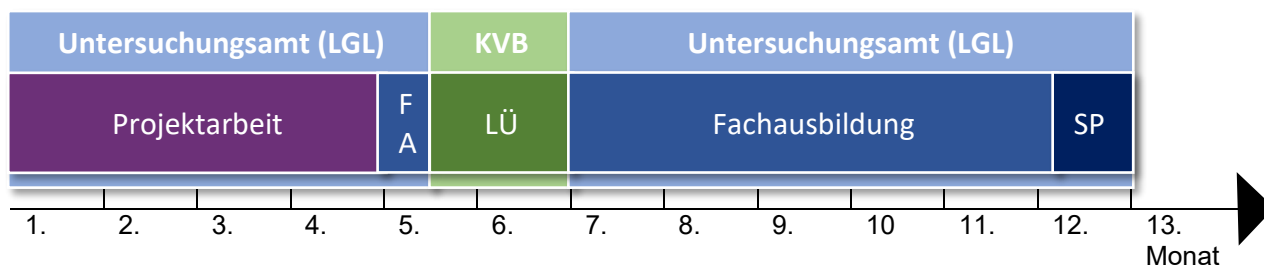 Untersuchungsamt (LGL) KVB Untersuchungsamt (LGL)
Projektarbeit F A LÜ Fachausbildung SP
1. 2. 3. 4. 5. 6. 7. 8. 9. 10 11. 12. 13.
Monat